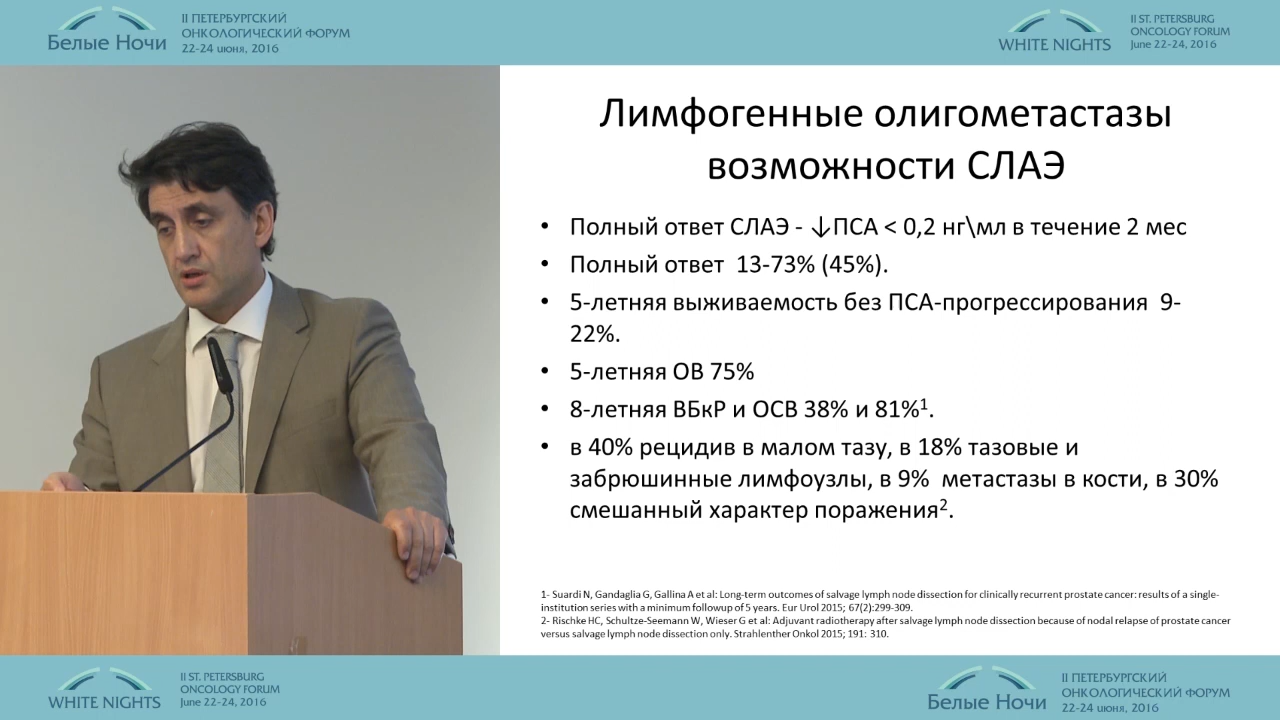 Белые Ночи
II ПЕТЕРБУРГСКИЙ
ОНКОЛОГИЧЕСКИЙ ФОРУМ
22-24 июня, 2016
WHITE NIGHTS
II ST. PETERSBURG
ONCOLOGY FORUM
June 22-24, 2016
Лимфогенные олигометастазы
возможности СЛАЭ
• Полный ответ СЛАЭ - ↓ПСА < 0,2 нг\мл в течение 2 мес
• Полный ответ 13-73% (45%).
• 5-летняя выживаемость без ПСА-прогрессирования 9-
22%.
• 5-летняя ОВ 75%
• 8-летняя ВБкР и ОСВ 38% и 81%¹.
• в 40% рецидив в малом тазу, в 18% тазовые и
забрюшинные лимфоузлы, в 9% метастазы в кости, в 30%
смешанный характер поражения².
1- Suardi N, Gandaglia G, Gallina A et al: Long-term outcomes of salvage lymph node dissection for clinically recurrent prostate cancer: results of a single-
institution series with a minimum followup of 5 years. Eur Urol 2015; 67(2):299-309.
2- Rischke HC, Schultze-Seemann W, Wieser G et al: Adjuvant radiotherapy after salvage lymph node dissection because of nodal relapse of prostate cancer
versus salvage lymph node dissection only. Strahlenther Onkol 2015; 191: 310.
WHITE NIGHTS
II ST. PETERSBURG
ONCOLOGY FORUM
June 22-24, 2016
Белые Ночи
II ПЕТЕРБУРГСКИЙ
ОНКОЛОГИЧЕСКИЙ ФОРУМ
22-24 июня, 2016